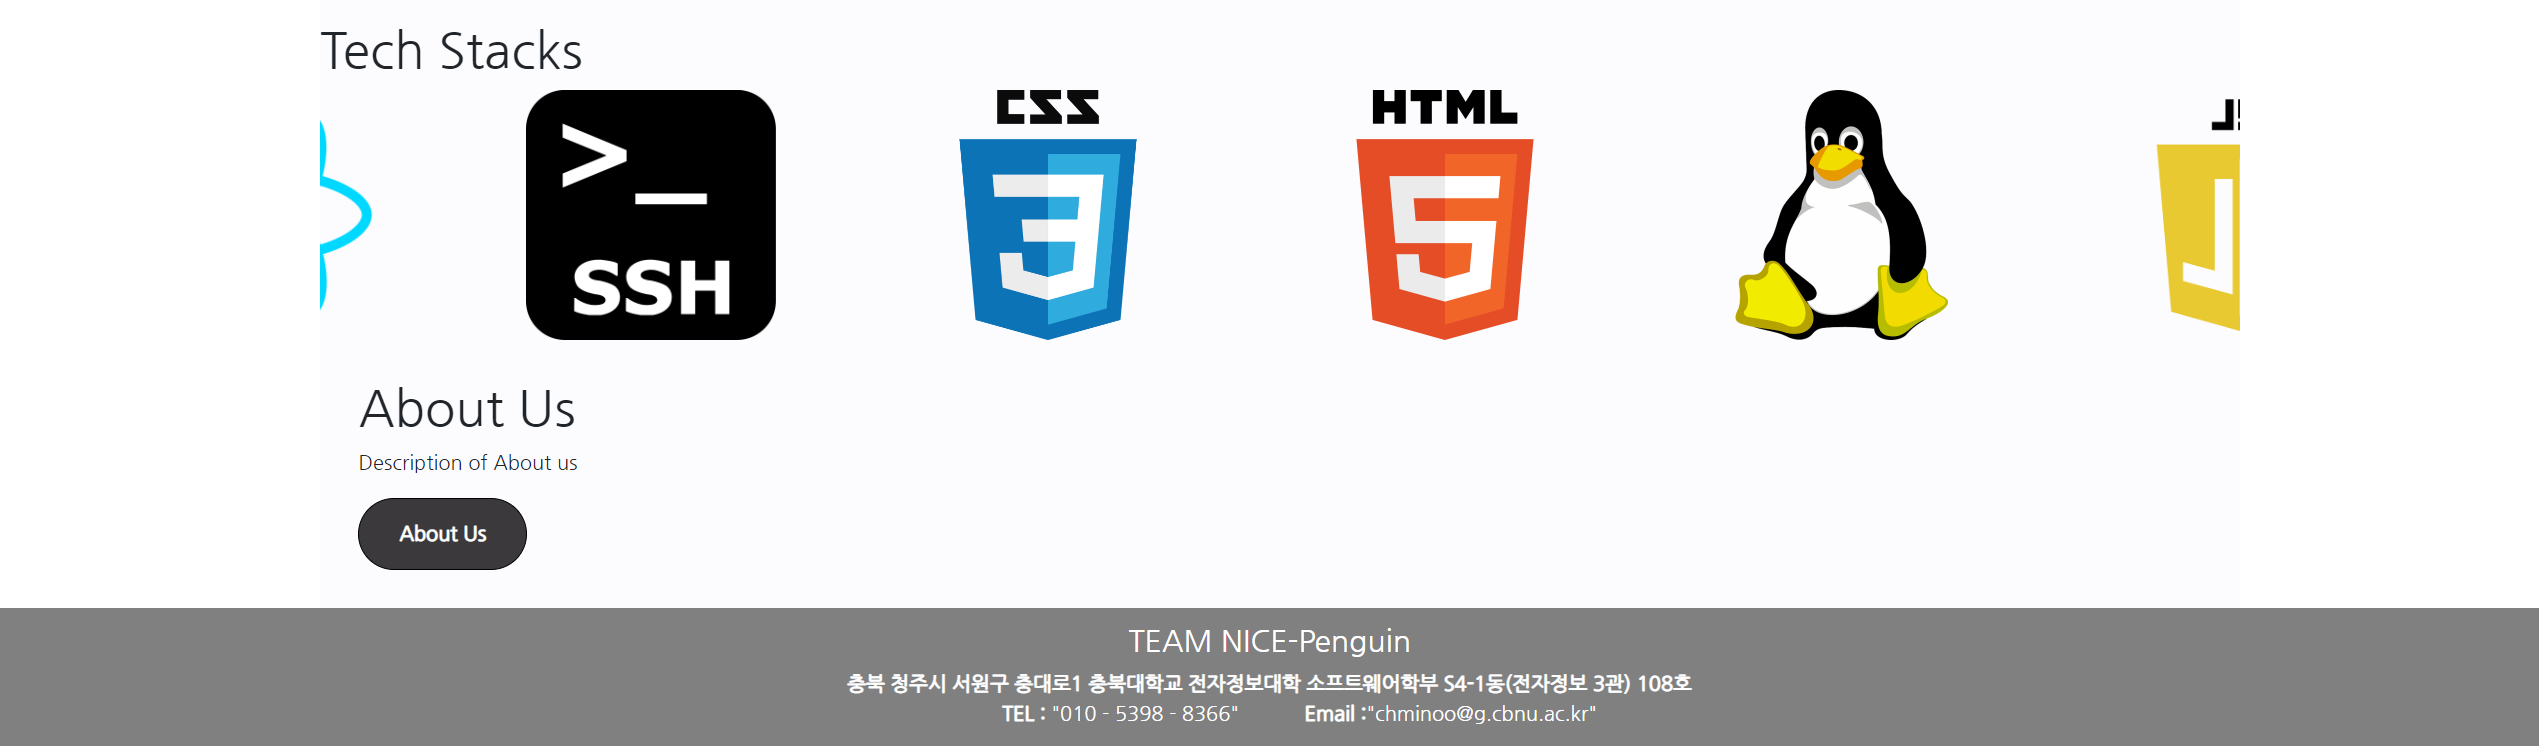 Tech Stacks
>_
SSH
CSS
3
HTML
5
J
About Us
Description of About us
About Us
TEAM NICE-Penguin
충북 청주시 서원구 충대로1 충북대학교 전자정보대학 소프트웨어학부 S4-1동(전자정보 3관) 108호
TEL : "010 - 5398 - 8366" Email :"chminoo@g.cbnu.ac.kr"